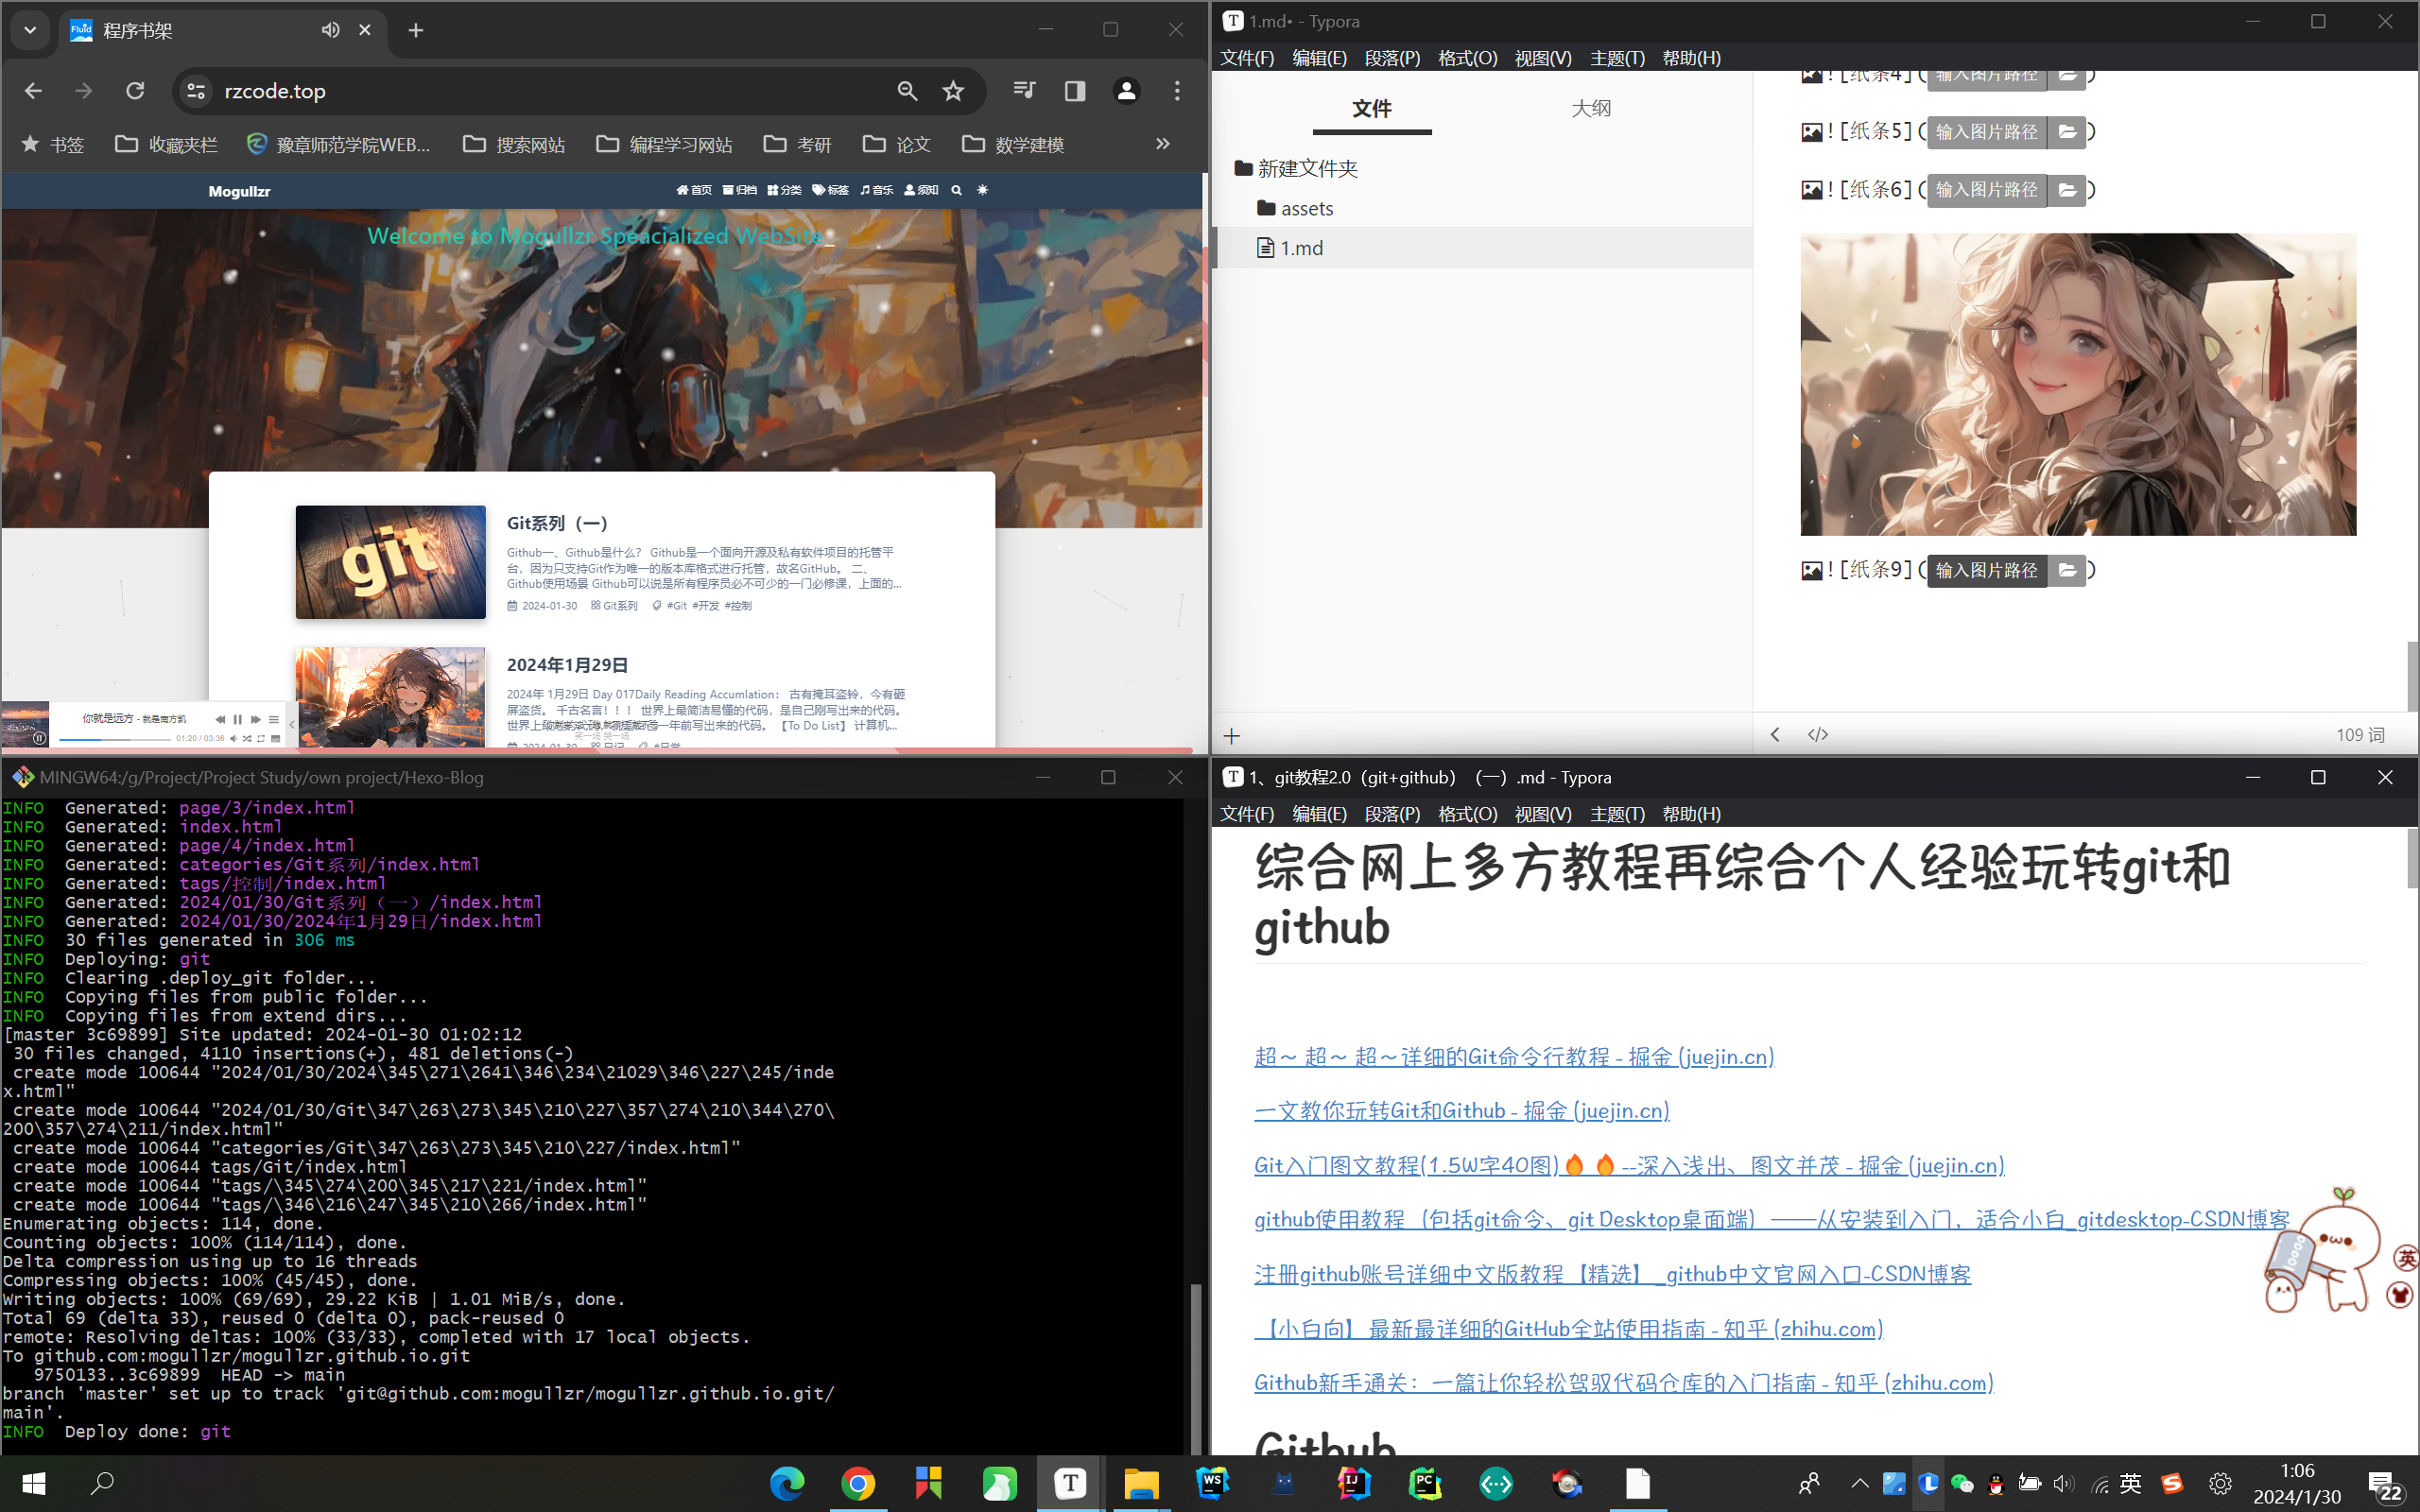 程序书架
rzcode.top
书签 收藏夹栏 豫章师范学院WEB... 搜索网站 编程学习网站 考研 论文 数学建模
Mogullzr 首页 归档 分类 标签 音乐 须知
Welcome to Mogullzr Speacialized WebSite_
git
Git系列（一）
Github一、Github是什么？ Github是一个面向开源及私有软件项目的托管平
台，因为只支持Git作为唯一的版本库格式进行托管，故名GitHub。 二、
Github使用场景 Github可以说是所有程序员必不可少的一门必修课，上面的...
2024-01-30 Git系列 #Git #开发 #控制
2024年1月29日
2024年 1月29日 Day 017Daily Reading Accumlation： 古有掩耳盗铃，今有砸
屏盗货。 千古名言！！！ 世界上最简洁易懂的代码，是自己刚写出来的代码。
一年前写出来的代码。 【To Do List】 计算机...
2024-01-30 日记 #日常
你就是远方 - 就是南方凯
01:20 / 03:36
1.md• - Typora
文件(F) 编辑(E) 段落(P) 格式(O) 视图(V) 主题(T) 帮助(H)
文件 大纲
新建文件夹
assets
1.md
![纸条4](输入图片路径)
![纸条5](输入图片路径)
![纸条6](输入图片路径)
![纸条9](输入图片路径)
109 词
MINGW64:/g/Project/Project Study/own project/Hexo-Blog
INFO  Generated: page/3/index.html
INFO  Generated: index.html
INFO  Generated: page/4/index.html
INFO  Generated: categories/Git系列/index.html
INFO  Generated: tags/控制/index.html
INFO  Generated: 2024/01/30/Git系列（一）/index.html
INFO  Generated: 2024/01/30/2024年1月29日/index.html
INFO  30 files generated in 306 ms
INFO  Deploying: git
INFO  Clearing .deploy_git folder...
INFO  Copying files from public folder...
INFO  Copying files from extend dirs...
[master 3c69899] Site updated: 2024-01-30 01:02:12
 30 files changed, 4110 insertions(+), 481 deletions(-)
 create mode 100644 "2024/01/30/2024\345\271\2641\346\234\21029\346\227\245/inde
x.html"
 create mode 100644 "2024/01/30/Git\347\263\273\345\210\227\357\274\210\344\270\
200\357\274\211/index.html"
 create mode 100644 "categories/Git\347\263\273\345\210\227/index.html"
 create mode 100644 tags/Git/index.html
 create mode 100644 "tags/\345\274\200\345\217\221/index.html"
 create mode 100644 "tags/\346\216\247\345\210\266/index.html"
Enumerating objects: 114, done.
Counting objects: 100% (114/114), done.
Delta compression using up to 16 threads
Compressing objects: 100% (45/45), done.
Writing objects: 100% (69/69), 29.22 KiB | 1.01 MiB/s, done.
Total 69 (delta 33), reused 0 (delta 0), pack-reused 0
remote: Resolving deltas: 100% (33/33), completed with 17 local objects.
To github.com:mogullzr/mogullzr.github.io.git
   9750133..3c69899  HEAD -> main
branch 'master' set up to track 'git@github.com:mogullzr/mogullzr.github.io.git/
main'.
INFO  Deploy done: git
1、git教程2.0（git+github）（一）.md - Typora
文件(F) 编辑(E) 段落(P) 格式(O) 视图(V) 主题(T) 帮助(H)
综合网上多方教程再综合个人经验玩转git和
github
超～ 超～ 超～详细的Git命令行教程 - 掘金 (juejin.cn)
一文教你玩转Git和Github - 掘金 (juejin.cn)
Git入门图文教程(1.5W字40图)🔥🔥--深入浅出、图文并茂 - 掘金 (juejin.cn)
github使用教程（包括git命令、git Desktop桌面端）——从安装到入门，适合小白_gitdesktop-CSDN博客
注册github账号详细中文版教程【精选】_github中文官网入口-CSDN博客
【小白向】最新最详细的GitHub全站使用指南 - 知乎 (zhihu.com)
Github新手通关：一篇让你轻松驾驭代码仓库的入门指南 - 知乎 (zhihu.com)
Github
10000
英
T WS IJ PC
英
1:06
2024/1/30
22